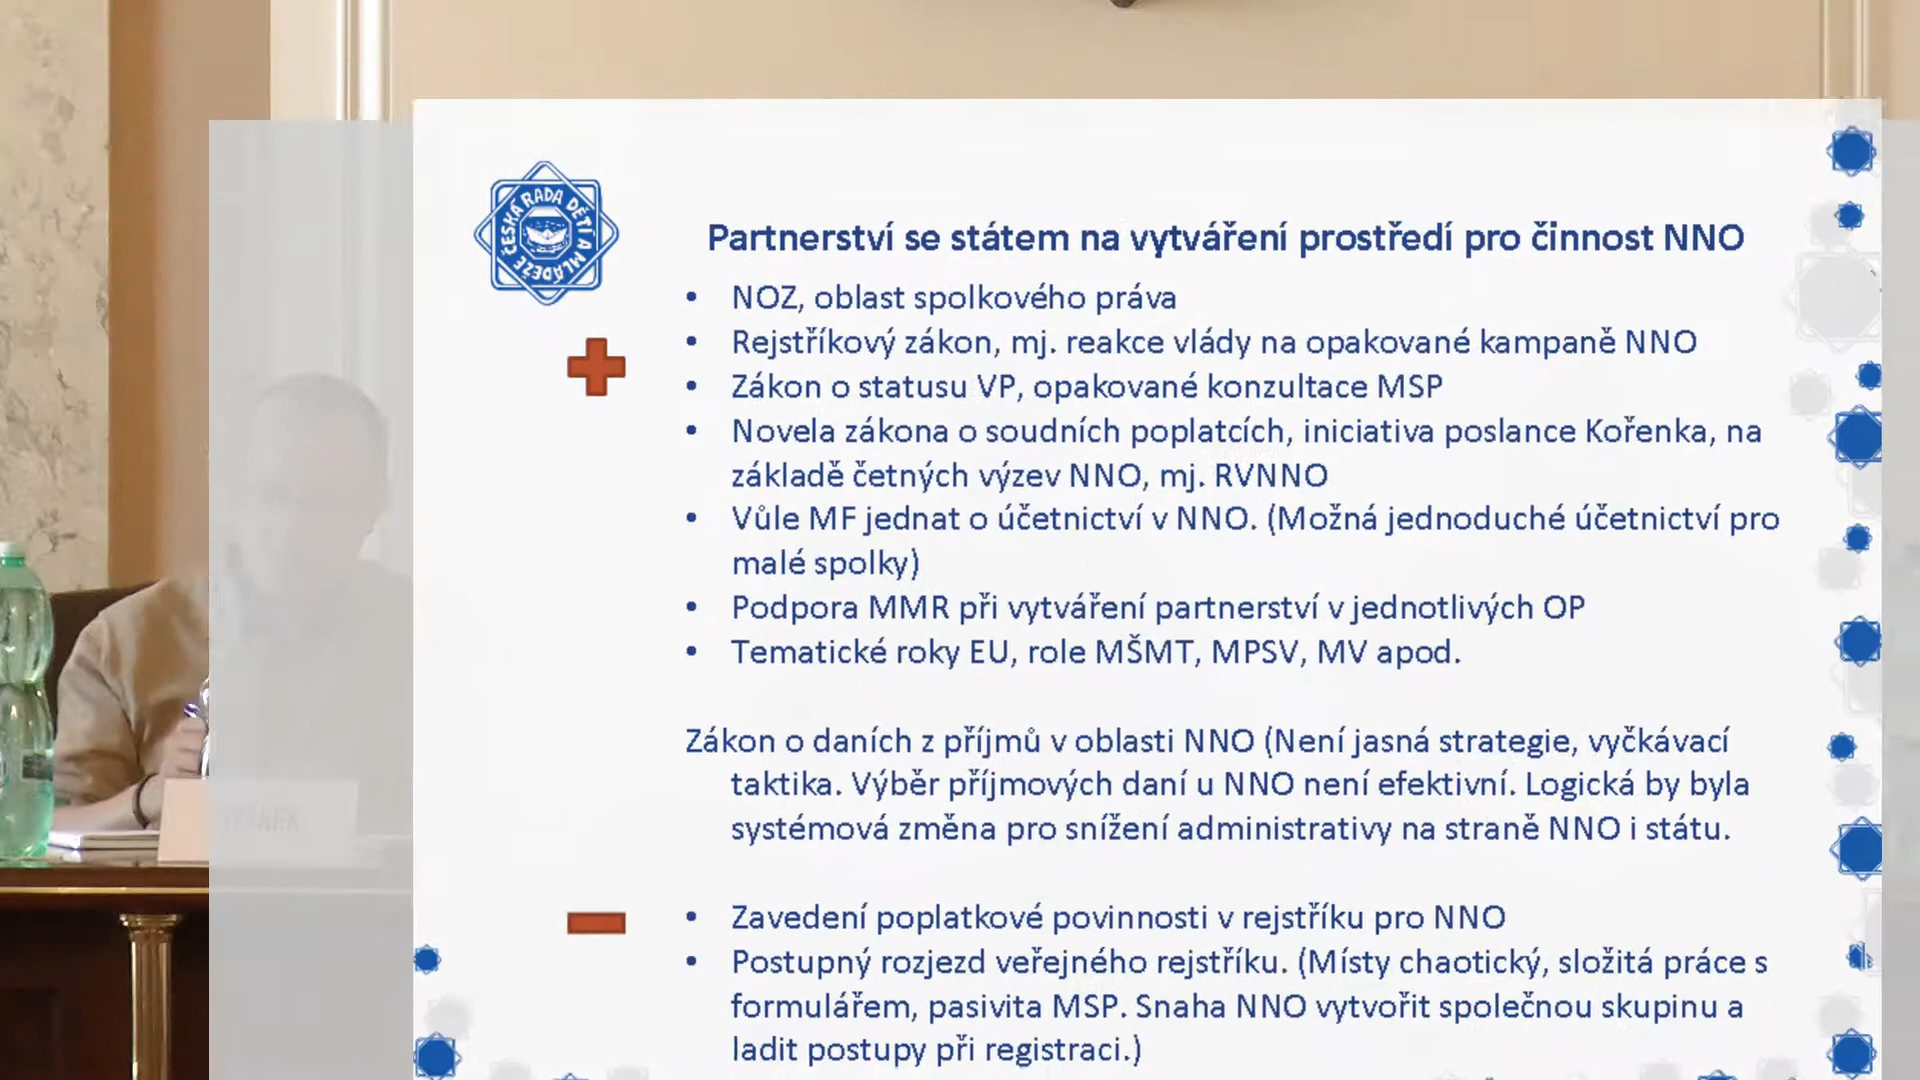 ČESKÁ RADA DĚTÍ A MLÁDEŽE
Partnerství se státem na vytváření prostředí pro činnost NNO
• NOZ, oblast spolkového práva
• Rejstříkový zákon, mj. reakce vlády na opakované kampaně NNO
• Zákon o statusu VP, opakované konzultace MSP
• Novela zákona o soudních poplatcích, iniciativa poslance Kořenka, na
základě četných výzev NNO, mj. RVNNO
• Vůle MF jednat o účetnictví v NNO. (Možná jednoduché účetnictví pro
malé spolky)
• Podpora MMR při vytváření partnerství v jednotlivých OP
• Tematické roky EU, role MŠMT, MPSV, MV apod.
Zákon o daních z příjmů v oblasti NNO (Není jasná strategie, vyčkávací
taktika. Výběr příjmových daní u NNO není efektivní. Logická by byla
systémová změna pro snížení administrativy na straně NNO i státu.
• Zavedení poplatkové povinnosti v rejstříku pro NNO
• Postupný rozjezd veřejného rejstříku. (Místy chaotický, složitá práce s
formulářem, pasivita MSP. Snaha NNO vytvořit společnou skupinu a
ladit postupy při registraci.)